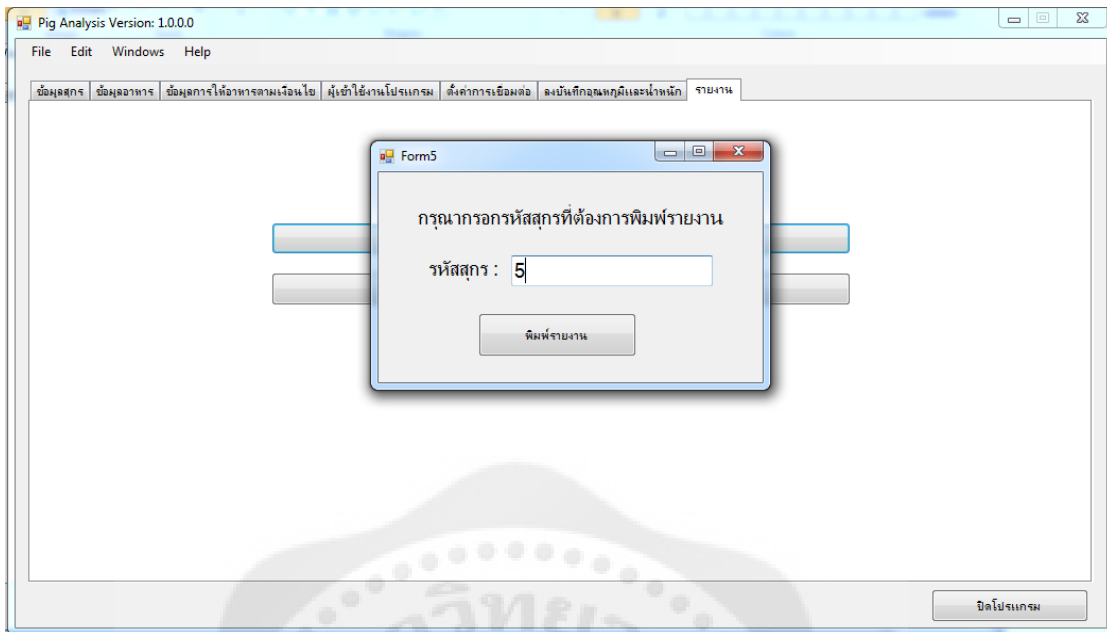 Pig Analysis Version: 1.0.0.0
File Edit Windows Help
ข้อมูลสุกร ข้อมูลอาหาร ข้อมูลการให้อาหารตามเงื่อนไข ผู้เข้าใช้งานโปรแกรม ตั้งค่าการเชื่อมต่อ ลงบันทึกอุณหภูมิและน้ำหนัก รายงาน
Form5
กรุณากรอกรหัสสุกรที่ต้องการพิมพ์รายงาน
รหัสสุกร : 5
พิมพ์รายงาน
ปิดโปรแกรม